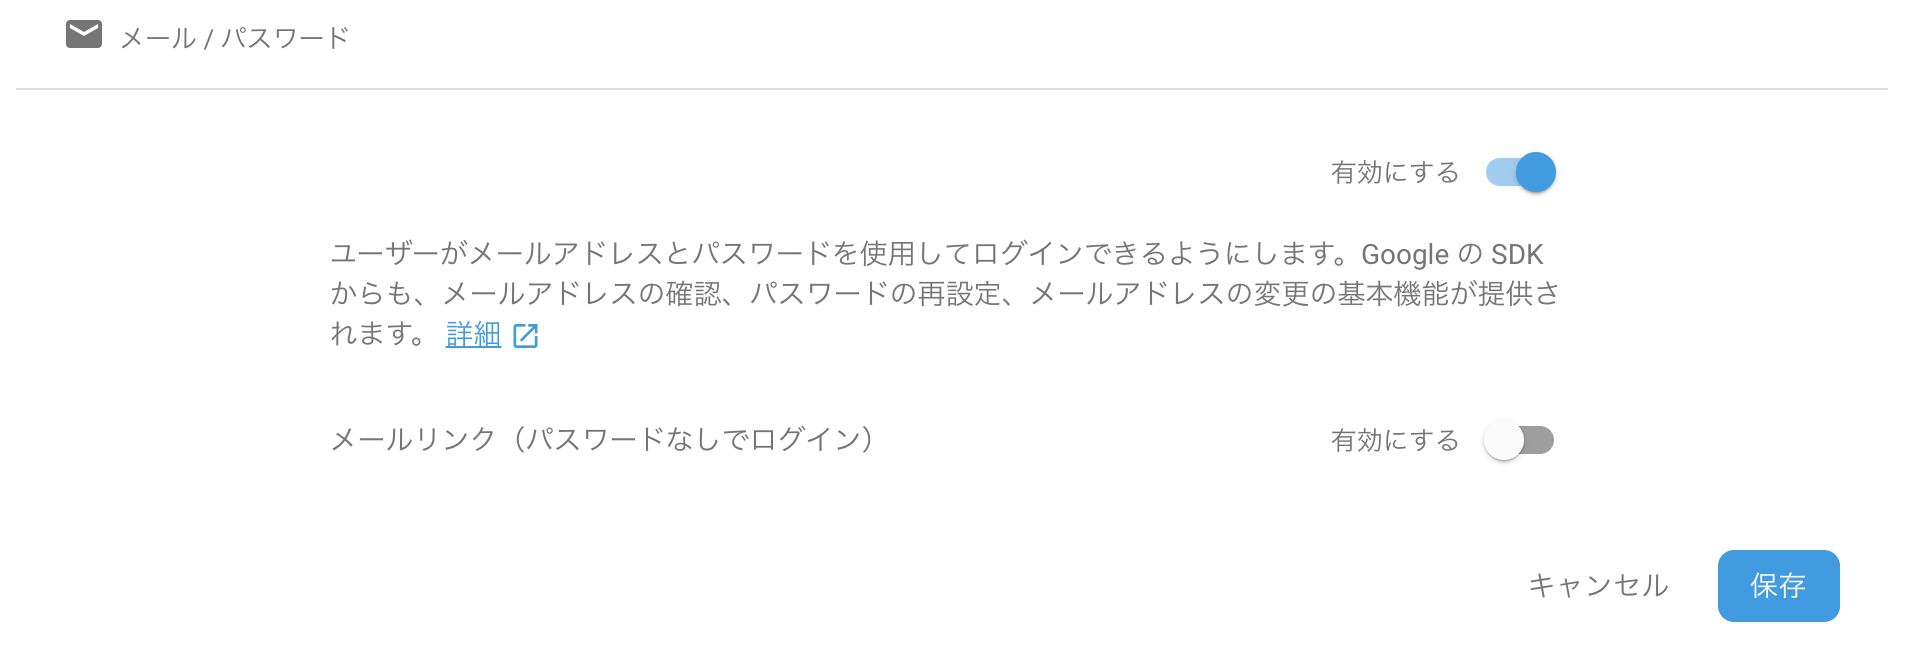 メール / パスワード
有効にする
ユーザーがメールアドレスとパスワードを使用してログインできるようにします。Google の SDK
からも、メールアドレスの確認、パスワードの再設定、メールアドレスの変更の基本機能が提供さ
れます。 詳細
メールリンク（パスワードなしでログイン） 有効にする
キャンセル 保存